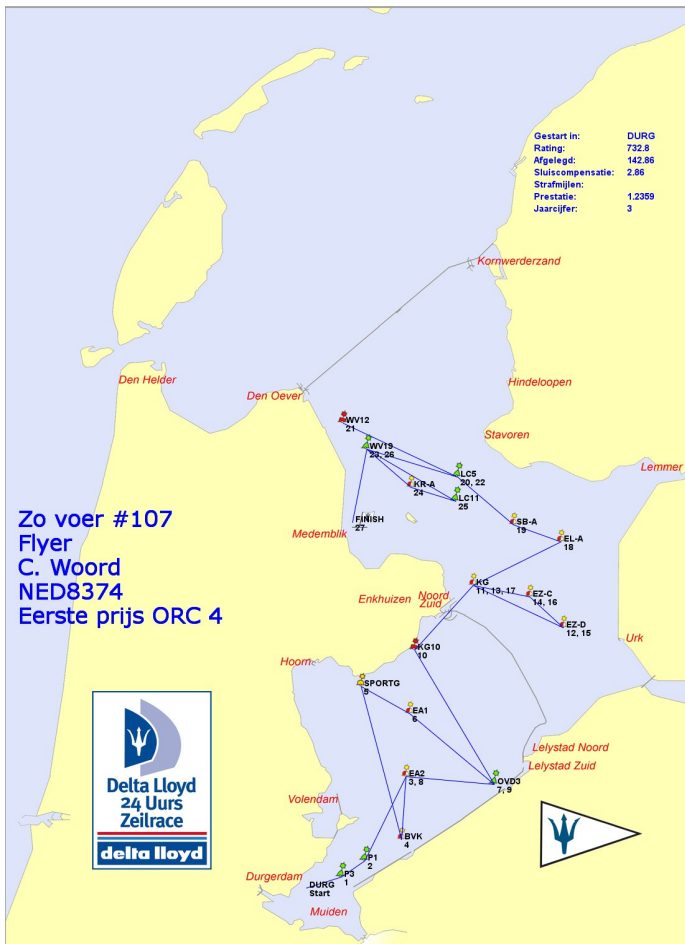 Gestart in: DURG
Rating: 732.8
Afgelegd: 142.86
Sluiscompensatie: 2.86
Strafmijlen:
Prestatie: 1.2359
Jaarcijfer: 3
Kornwerderzand
Den Helder
Den Oever
Hindeloopen
WV12
21
Stavoren
WV19
23, 26
Lemmer
LC5
20, 22
KR-A
24
LC11
25
Zo voer #107
Flyer
C. Woord
NED8374
Eerste prijs ORC 4
FINISH
27
SB-A
19
Medemblik
EL-A
18
KG
11, 13, 17
Enkhuizen
Noord
Zuid
EZ-C
14, 16
EZ-D
12, 15
Urk
KG10
10
Hoorn
SPORTG
5
EA1
6
Lelystad Noord
Lelystad Zuid
EA2
3, 8
OVD3
7, 9
Delta Lloyd
24 Uurs
Zeilrace
delta lloyd
Volendam
BVK
4
P1
2
P3
1
Durgerdam
DURG
Start
Muiden